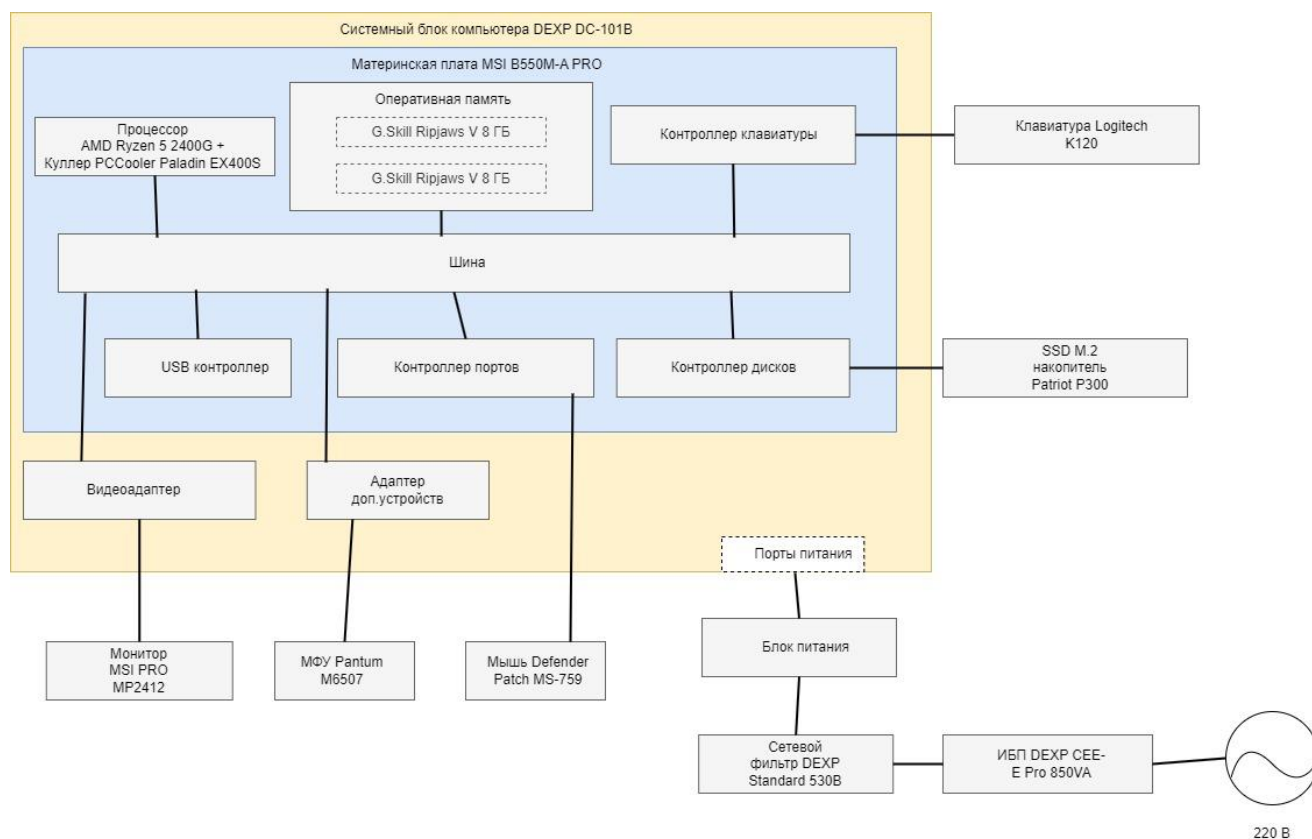 Системный блок компьютера DEXP DC-101B
Материнская плата MSI B550M-A PRO
Оперативная память
G.Skill Ripjaws V 8 ГБ
G.Skill Ripjaws V 8 ГБ
Процессор
AMD Ryzen 5 2400G +
Куллер PCCooler Paladin EX400S
Контроллер клавиатуры
Клавиатура Logitech
K120
Шина
USB контроллер
Контроллер портов
Контроллер дисков
SSD M.2
накопитель
Patriot P300
Видеоадаптер
Адаптер
доп.устройств
Порты питания
Монитор
MSI PRO
MP2412
МФУ Pantum
M6507
Мышь Defender
Patch MS-759
Блок питания
Сетевой
фильтр DEXP
Standard 530B
ИБП DEXP CEE-
E Pro 850VA
220 В